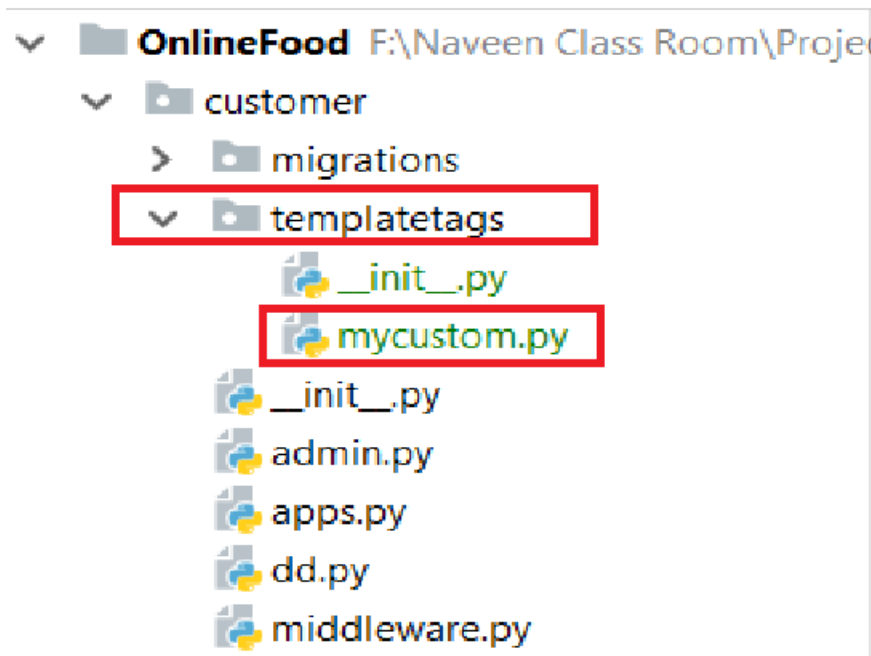 OnlineFood F:\Naveen Class Room\Projec
customer
migrations
templatetags
__init__.py
mycustom.py
__init__.py
admin.py
apps.py
dd.py
middleware.py